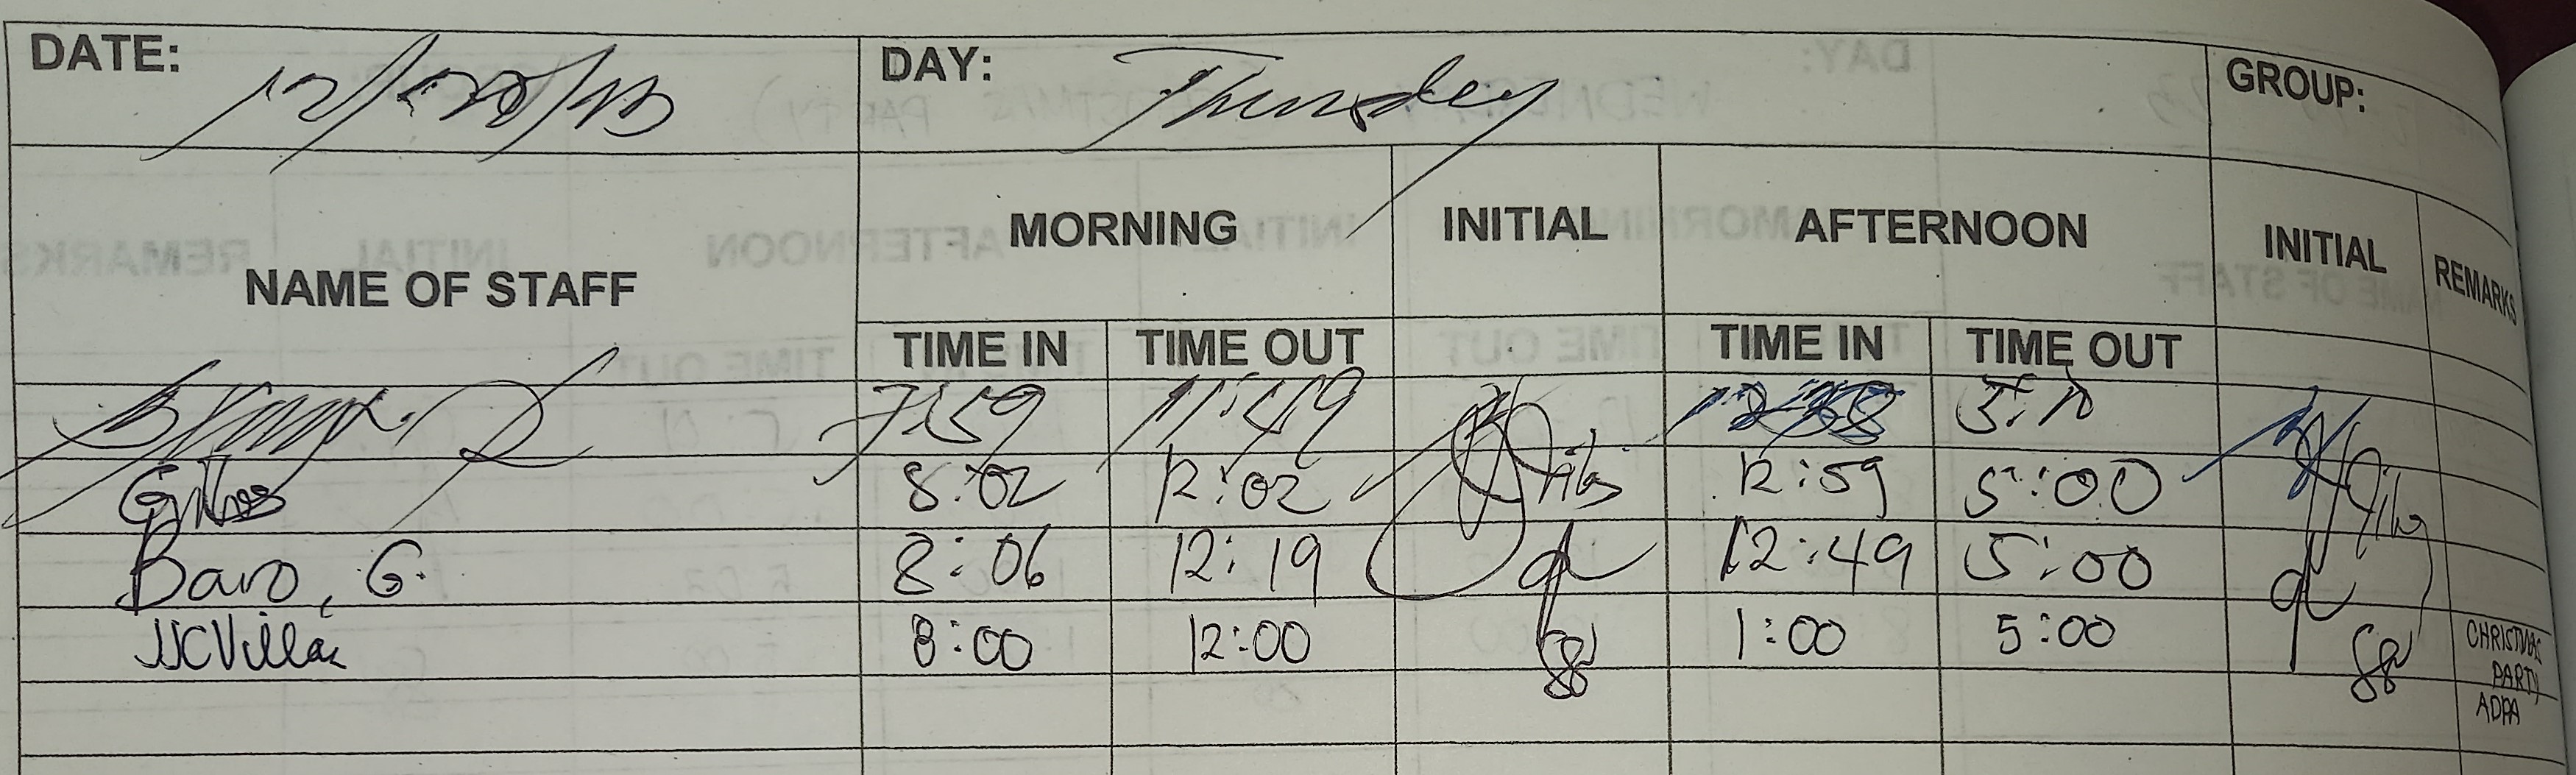 DATE: DAY: Thursday GROUP:
NAME OF STAFF MORNING INITIAL AFTERNOON INITIAL REMARKS
TIME IN TIME OUT TIME IN TIME OUT
7:59 11:49 5:10
8:02 12:02 12:59 5:00
Baro, G. 8:06 12:19 12:49 5:00
JJCVillar 8:00 12:00 1:00 5:00 CHRISTMAS
PARTY
ADPA